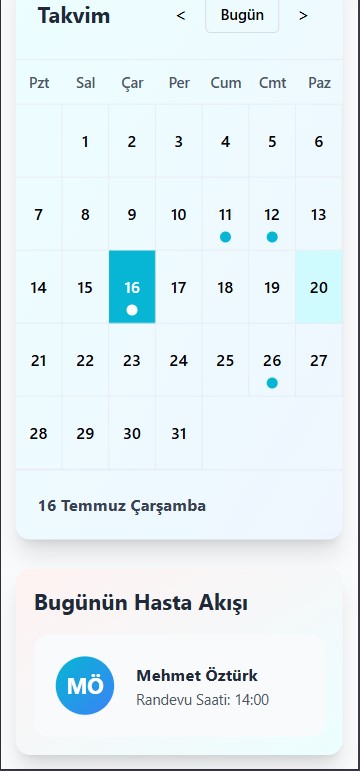 Takvim < Bugün >
Pzt Sal Çar Per Cum Cmt Paz
1 2 3 4 5 6
7 8 9 10 11 12 13
14 15 16 17 18 19 20
21 22 23 24 25 26 27
28 29 30 31
16 Temmuz Çarşamba
Bugünün Hasta Akışı
MÖ
Mehmet Öztürk
Randevu Saati: 14:00